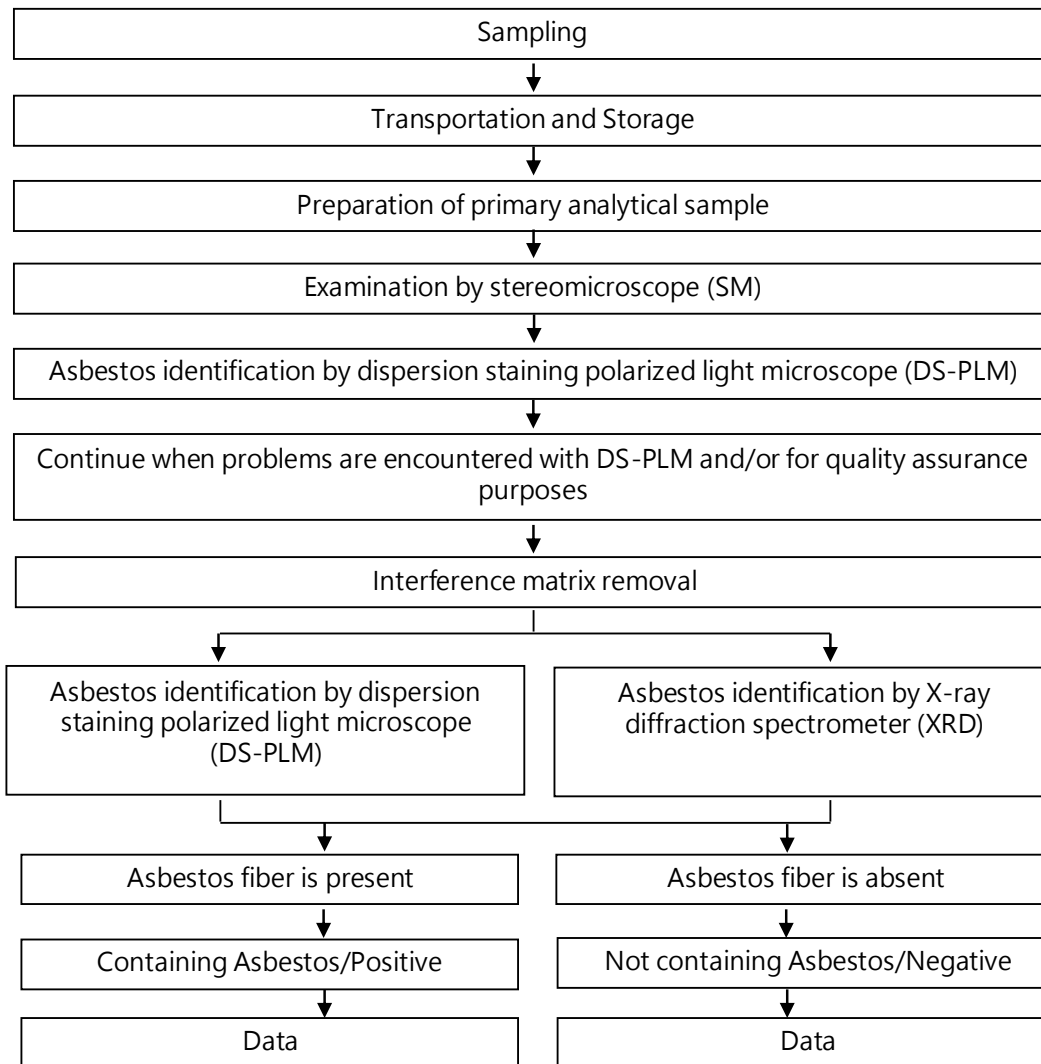 Sampling
Transportation and Storage
Preparation of primary analytical sample
Examination by stereomicroscope (SM)
Asbestos identification by dispersion staining polarized light microscope (DS-PLM)
Continue when problems are encountered with DS-PLM and/or for quality assurance
purposes
Interference matrix removal
Asbestos identification by dispersion
staining polarized light microscope
(DS-PLM)
Asbestos identification by X-ray
diffraction spectrometer (XRD)
Asbestos fiber is present
Asbestos fiber is absent
Containing Asbestos/Positive
Not containing Asbestos/Negative
Data
Data